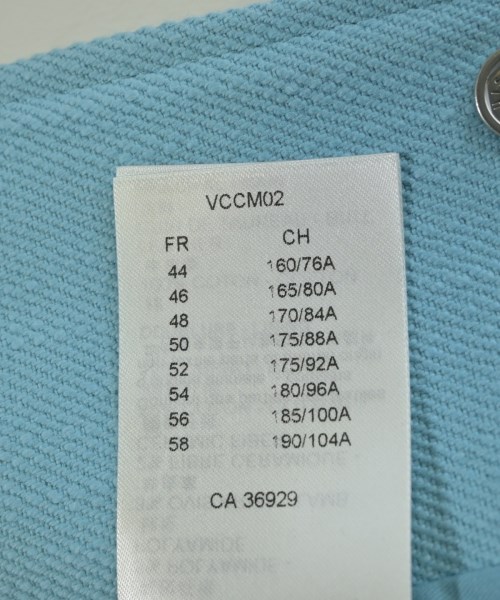 VCCM02
FR CH
44 160/76A
46 165/80A
48 170/84A
50 175/88A
52 175/92A
54 180/96A
56 185/100A
58 190/104A
CA 36929